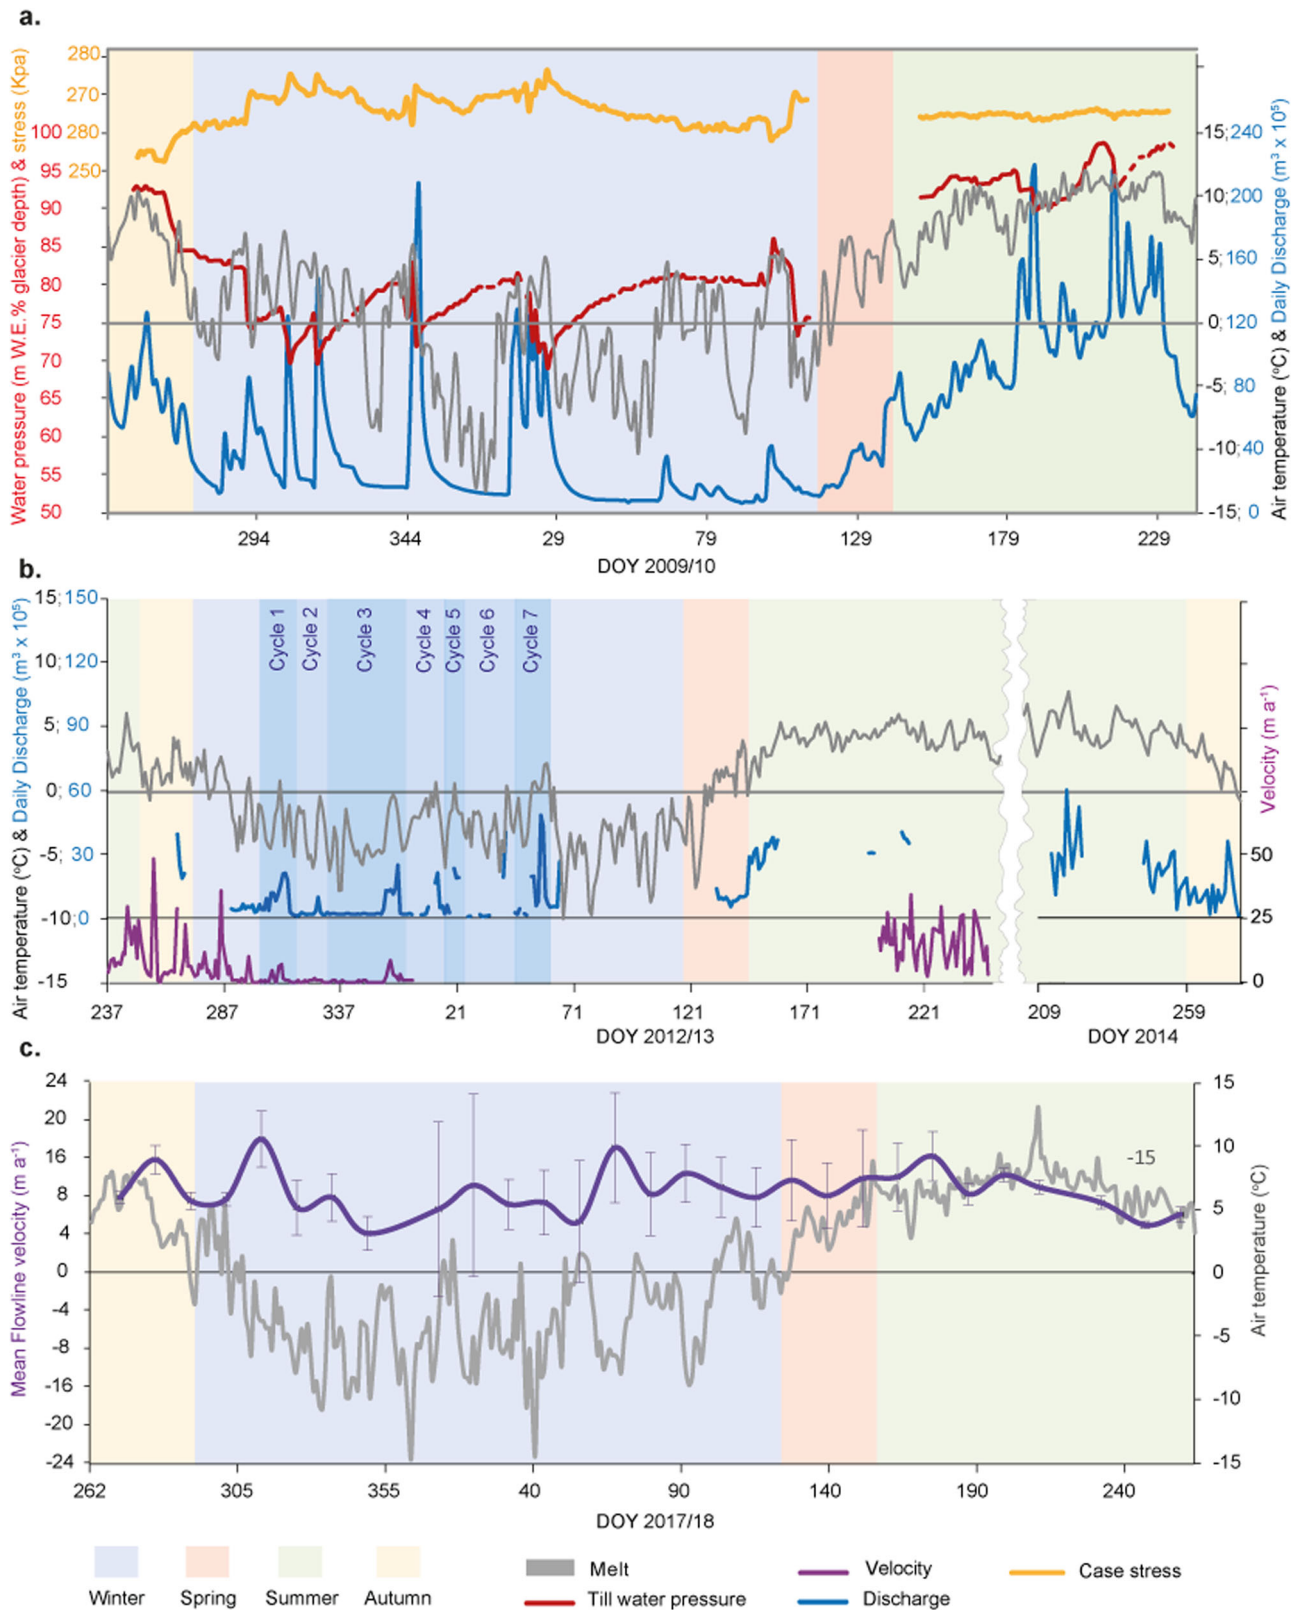 a.
Water pressure (m W.E.% glacier depth) & stress (Kpa)
280
270
280
250
100
95
90
85
80
75
70
65
60
55
50
15; 240
10; 200
5; 160
0; 120
-5; 80
-10; 40
-15; 0
Air temperature (ºC) & Daily Discharge (m³ x 10⁵)
294 344 29 79 129 179 229
DOY 2009/10
b.
Air temperature (ºC) & Daily Discharge (m³ x 10⁵)
15; 150
10; 120
5; 90
0; 60
-5; 30
-10; 0
-15
Cycle 1
Cycle 2
Cycle 3
Cycle 4
Cycle 5
Cycle 6
Cycle 7
50
25
0
Velocity (m a⁻¹)
237 287 337 21 71 121 171 221 209 259
DOY 2012/13 DOY 2014
c.
Mean Flowline velocity (m a⁻¹)
24
20
16
8
4
0
-4
-8
-16
-20
-24
-15
15
10
5
0
-5
-10
-15
Air temperature (ºC)
262 305 355 40 90 140 190 240
DOY 2017/18
Winter Spring Summer Autumn
Melt Velocity Case stress
Till water pressure Discharge